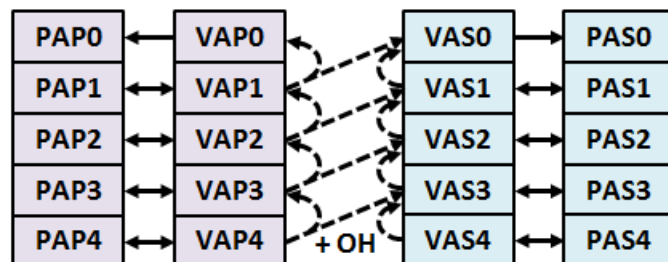 PAP0 VAP0 VAS0 PAS0
PAP1 VAP1 VAS1 PAS1
PAP2 VAP2 VAS2 PAS2
PAP3 VAP3 VAS3 PAS3
PAP4 VAP4 + OH VAS4 PAS4